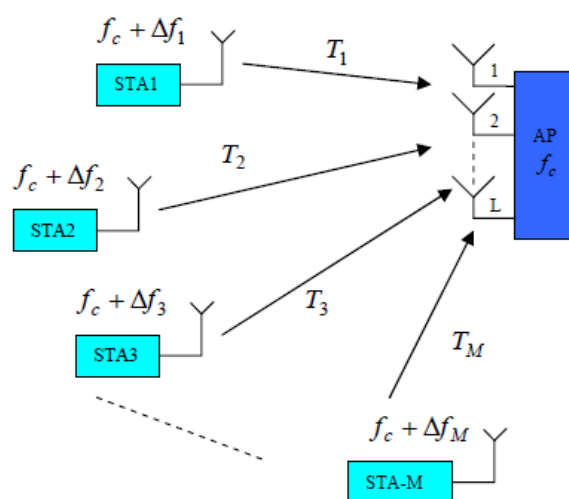 f_c + Δf_1
T_1
STA1
1
2
AP
f_c
L
f_c + Δf_2
T_2
STA2
f_c + Δf_3
T_3
STA3
T_M
f_c + Δf_M
STA-M